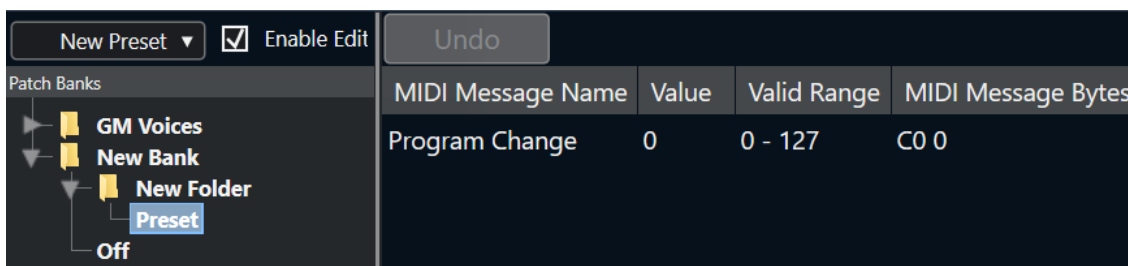 New Preset ▼ Enable Edit Undo
Patch Banks
MIDI Message Name Value Valid Range MIDI Message Bytes
GM Voices
Program Change 0 0 - 127 C0 0
New Bank
New Folder
Preset
Off